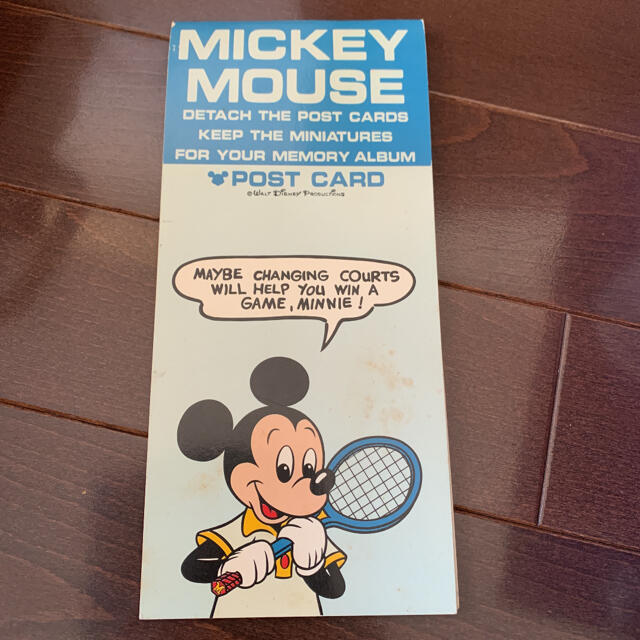 MICKEY
MOUSE
DETACH THE POST CARDS
KEEP THE MINIATURES
FOR YOUR MEMORY ALBUM
POST CARD
© WALT DISNEY PRODUCTIONS
MAYBE CHANGING COURTS
WILL HELP YOU WIN A
GAME, MINNIE!